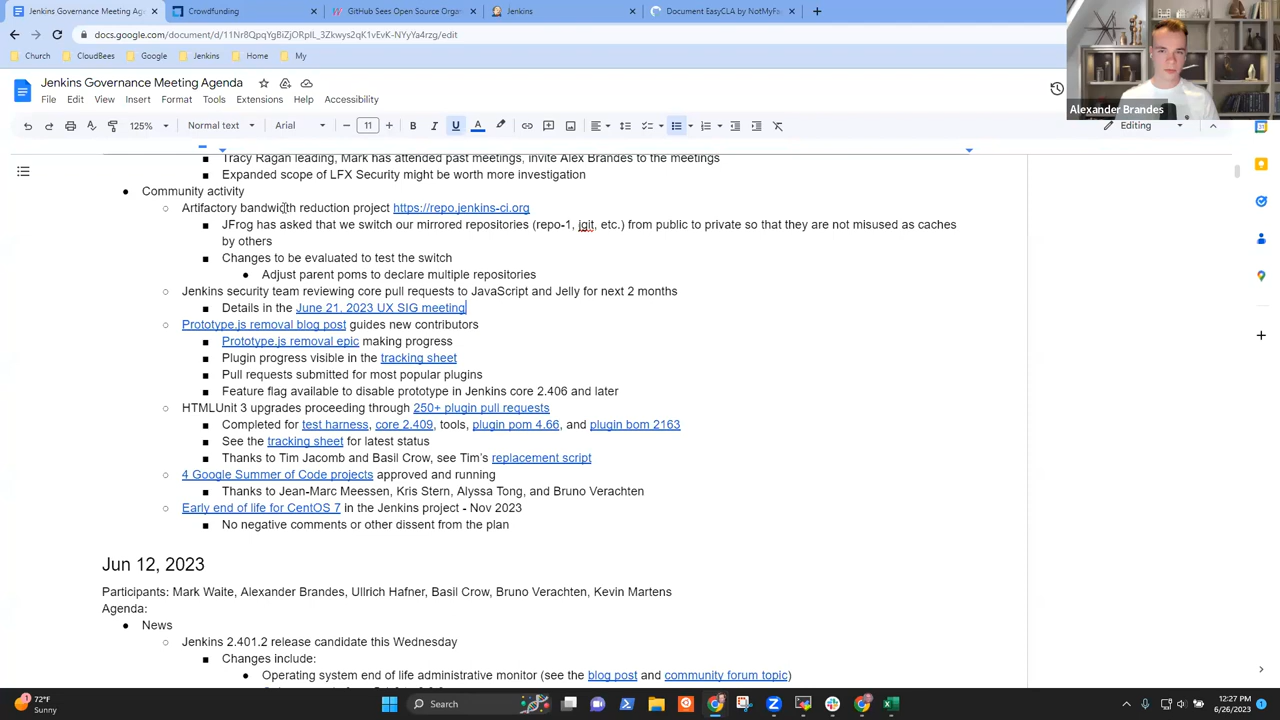 Jenkins Governance Meeting Age
Crowdfunding
GitHub Sees Open Source Organ
Jenkins
Document EasyCLA by NotMyFa
docs.google.com/document/d/11Nr8QpqYgBiZjORpIL_3Zkwys2qK1vEvK-NYyYa4rzg/edit
Church
CloudBees
Google
Jenkins
Home
My
Jenkins Governance Meeting Agenda
File Edit View Insert Format Tools Extensions Help Accessibility
Alexander Brandes
125% Normal text Arial 11 Editing
Tracy Ragan leading, Mark has attended past meetings, invite Alex Brandes to the meetings
Expanded scope of LFX Security might be worth more investigation
Community activity
Artifactory bandwidth reduction project https://repo.jenkins-ci.org
JFrog has asked that we switch our mirrored repositories (repo-1, jgit, etc.) from public to private so that they are not misused as caches
by others
Changes to be evaluated to test the switch
Adjust parent poms to declare multiple repositories
Jenkins security team reviewing core pull requests to JavaScript and Jelly for next 2 months
Details in the June 21, 2023 UX SIG meeting
Prototype.js removal blog post guides new contributors
Prototype.js removal epic making progress
Plugin progress visible in the tracking sheet
Pull requests submitted for most popular plugins
Feature flag available to disable prototype in Jenkins core 2.406 and later
HTMLUnit 3 upgrades proceeding through 250+ plugin pull requests
Completed for test harness, core 2.409, tools, plugin pom 4.66, and plugin bom 2163
See the tracking sheet for latest status
Thanks to Tim Jacomb and Basil Crow, see Tim's replacement script
4 Google Summer of Code projects approved and running
Thanks to Jean-Marc Meessen, Kris Stern, Alyssa Tong, and Bruno Verachten
Early end of life for CentOS 7 in the Jenkins project - Nov 2023
No negative comments or other dissent from the plan
Jun 12, 2023
Participants: Mark Waite, Alexander Brandes, Ullrich Hafner, Basil Crow, Bruno Verachten, Kevin Martens
Agenda:
News
Jenkins 2.401.2 release candidate this Wednesday
Changes include:
Operating system end of life administrative monitor (see the blog post and community forum topic)
72°F
Sunny
Search
12:27 PM
6/26/2023